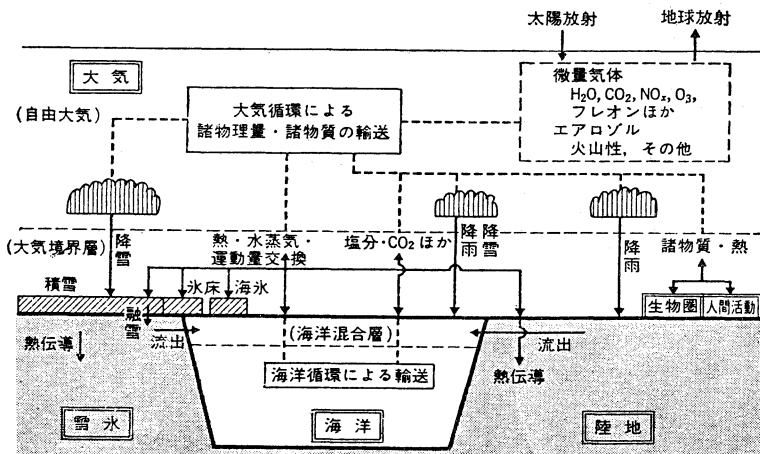 太陽放射
地球放射
大気
(自由大気)
大気循環による
諸物理量・諸物質の輸送
微量気体
H₂O, CO₂, NOₓ, O₃,
フレオンほか
エアロゾル
火山性, その他
(大気境界層)
降雪
熱・水蒸気・
運動量交換
塩分・CO₂ほか
降雨
降雪
降雨
諸物質・熱
積雪
氷床
海氷
生物圏
人間活動
融雪
熱伝導
流出
(海洋混合層)
流出
海洋循環による輸送
熱伝導
雪氷
海洋
陸地